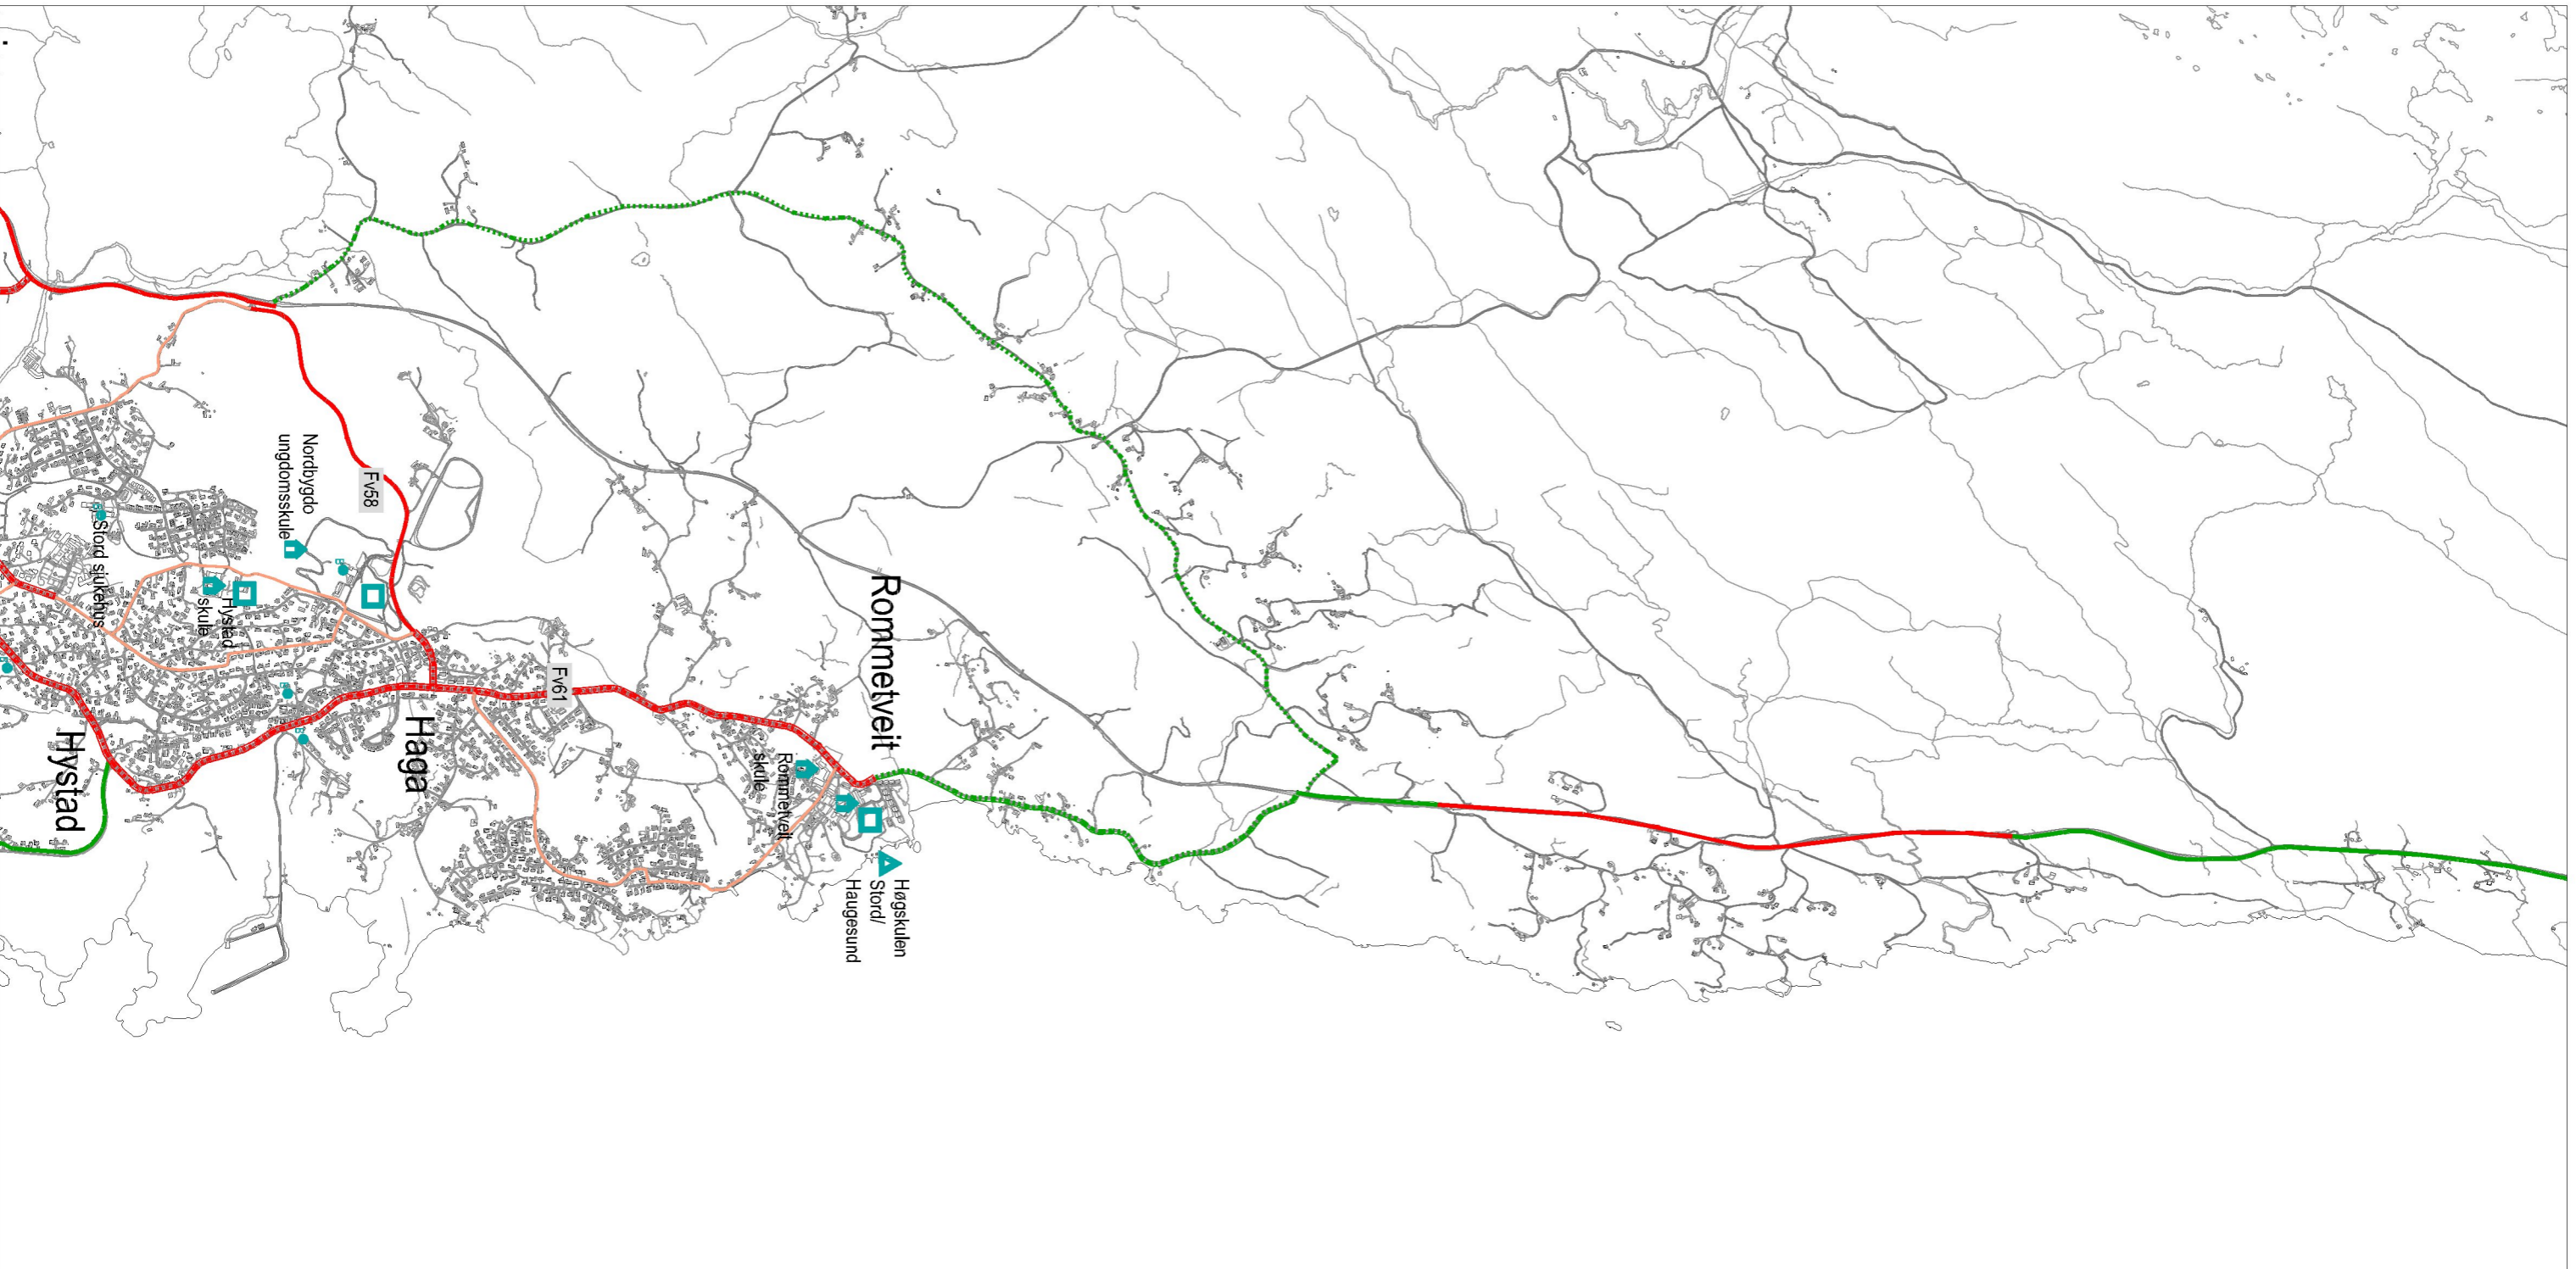 Fv58
Nordbygdo
ungdomsskule
Stord sjukehus
Hystad
skule
Hystad
Haga
Fv61
Rommetveit
Rommetveit
skule
Høgskulen
Stord/
Haugesund